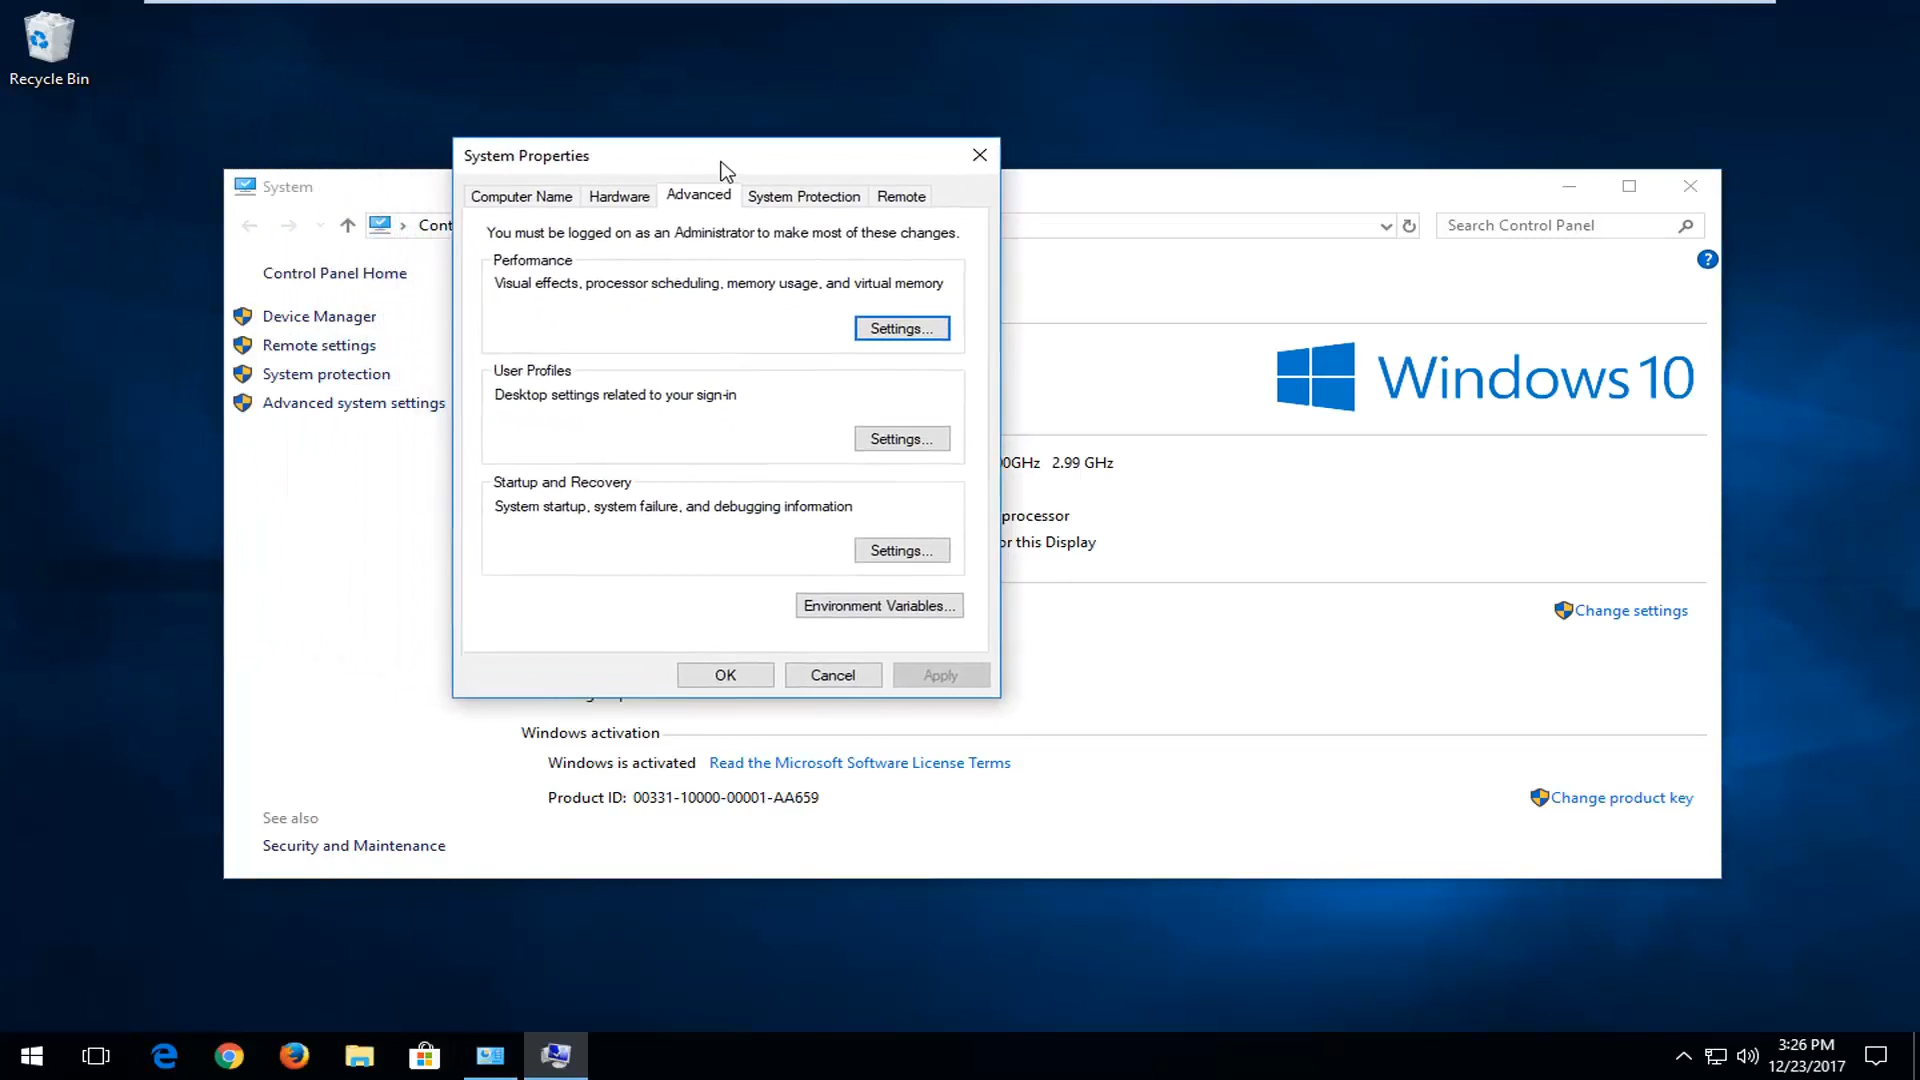 Recycle Bin
System Properties
Computer Name
Hardware
Advanced
System Protection
Remote
You must be logged on as an Administrator to make most of these changes.
Performance
Visual effects, processor scheduling, memory usage, and virtual memory
Settings...
User Profiles
Desktop settings related to your sign-in
Settings...
Startup and Recovery
System startup, system failure, and debugging information
Settings...
Environment Variables...
OK
Cancel
Apply
System
Cont
Search Control Panel
Control Panel Home
Device Manager
Remote settings
System protection
Advanced system settings
Windows 10
0GHz 2.99 GHz
processor
or this Display
Change settings
Windows activation
Windows is activated Read the Microsoft Software License Terms
Product ID: 00331-10000-00001-AA659
Change product key
See also
Security and Maintenance
3:26 PM
12/23/2017